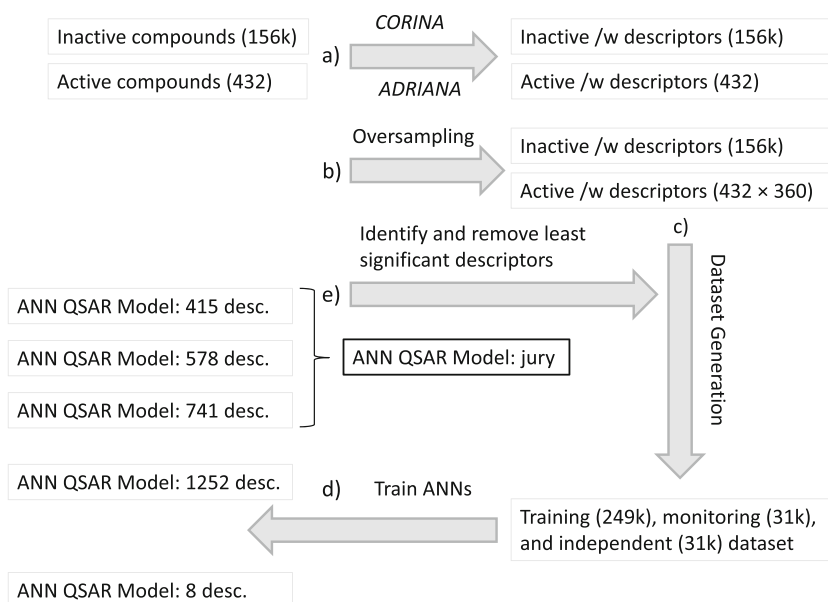 Inactive compounds (156k)
Active compounds (432)
a)
CORINA
ADRIANA
Inactive /w descriptors (156k)
Active /w descriptors (432)
b)
Oversampling
Inactive /w descriptors (156k)
Active /w descriptors (432 × 360)
c)
Dataset Generation
Identify and remove least
significant descriptors
e)
ANN QSAR Model: 415 desc.
ANN QSAR Model: 578 desc.
ANN QSAR Model: 741 desc.
ANN QSAR Model: jury
ANN QSAR Model: 1252 desc.
d)
Train ANNs
Training (249k), monitoring (31k),
and independent (31k) dataset
ANN QSAR Model: 8 desc.